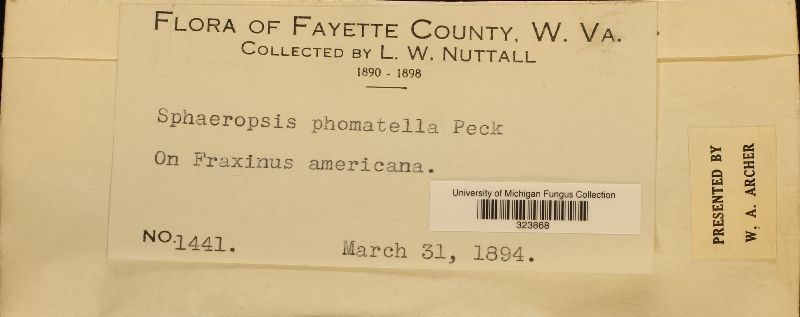 FLORA OF FAYETTE COUNTY, W. VA.
COLLECTED BY L. W. NUTTALL
1890 - 1898
Sphaeropsis phomatella Peck
On Fraxinus americana.
University of Michigan Fungus Collection
323868
NO.1441.
March 31, 1894.
PRESENTED BY
W. A. ARCHER